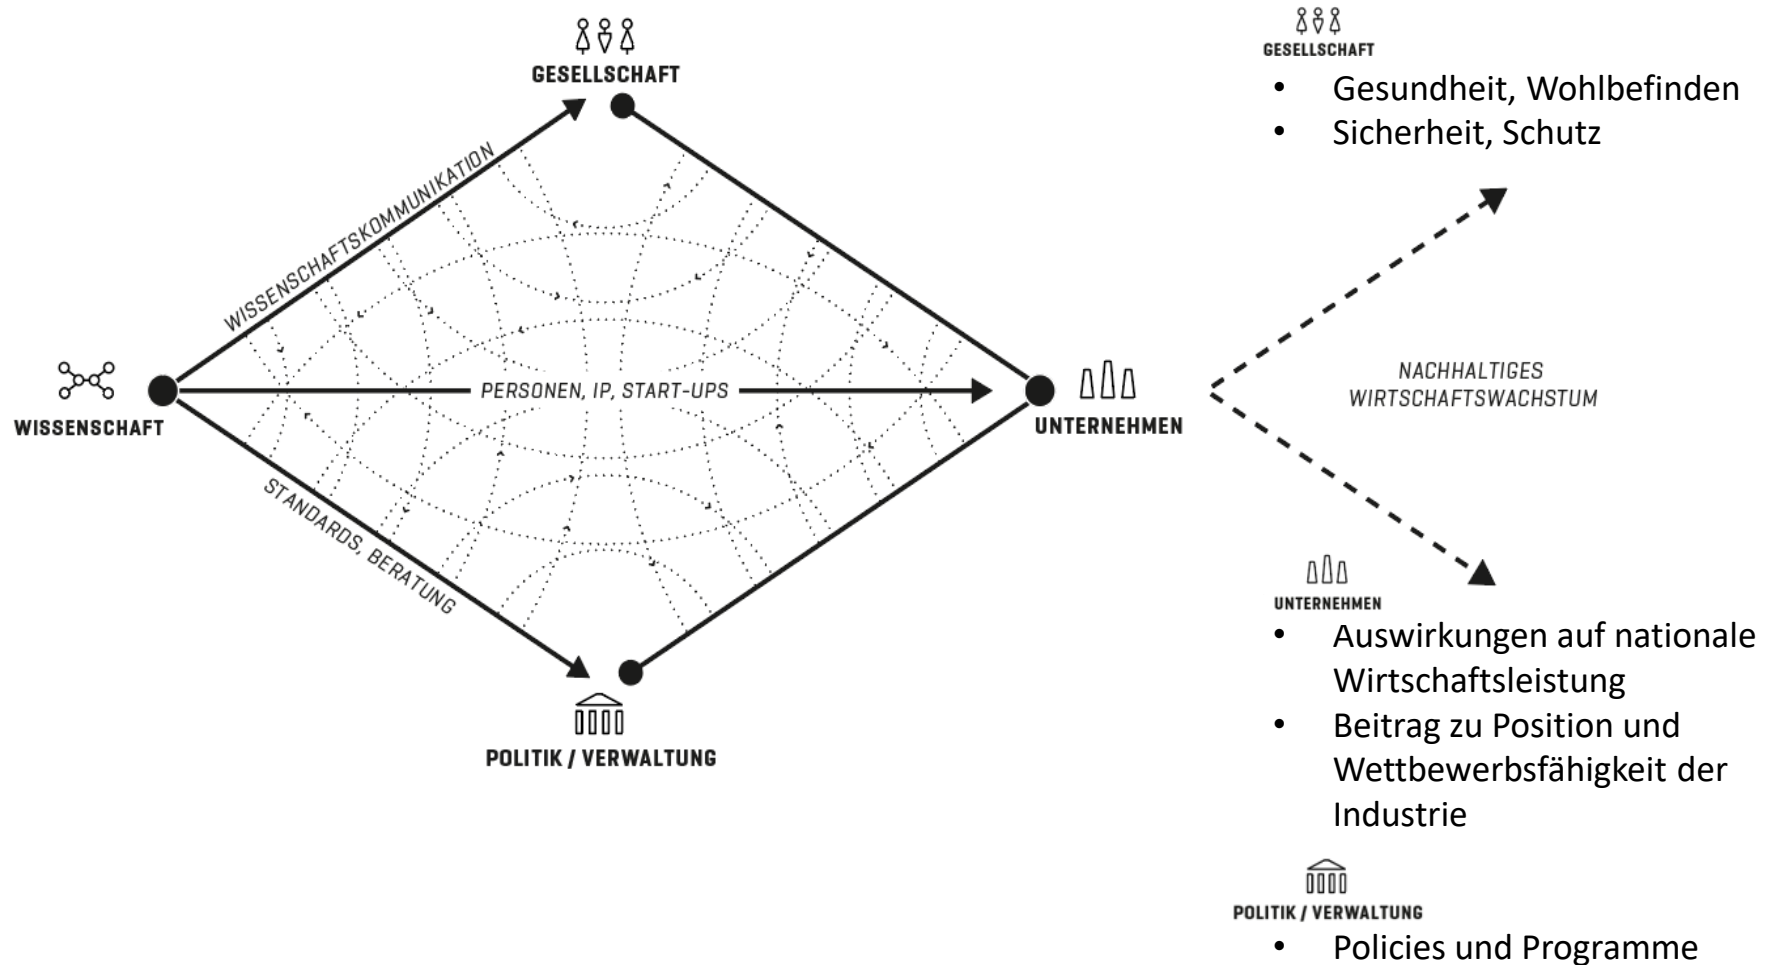 GESELLSCHAFT
WISSENSCHAFTSKOMMUNIKATION
PERSONEN, IP, START-UPS
WISSENSCHAFT
UNTERNEHMEN
STANDARDS, BERATUNG
POLITIK / VERWALTUNG
GESELLSCHAFT
• Gesundheit, Wohlbefinden
• Sicherheit, Schutz
NACHHALTIGES
WIRTSCHAFTSWACHSTUM
UNTERNEHMEN
• Auswirkungen auf nationale
Wirtschaftsleistung
• Beitrag zu Position und
Wettbewerbsfähigkeit der
Industrie
POLITIK / VERWALTUNG
• Policies und Programme